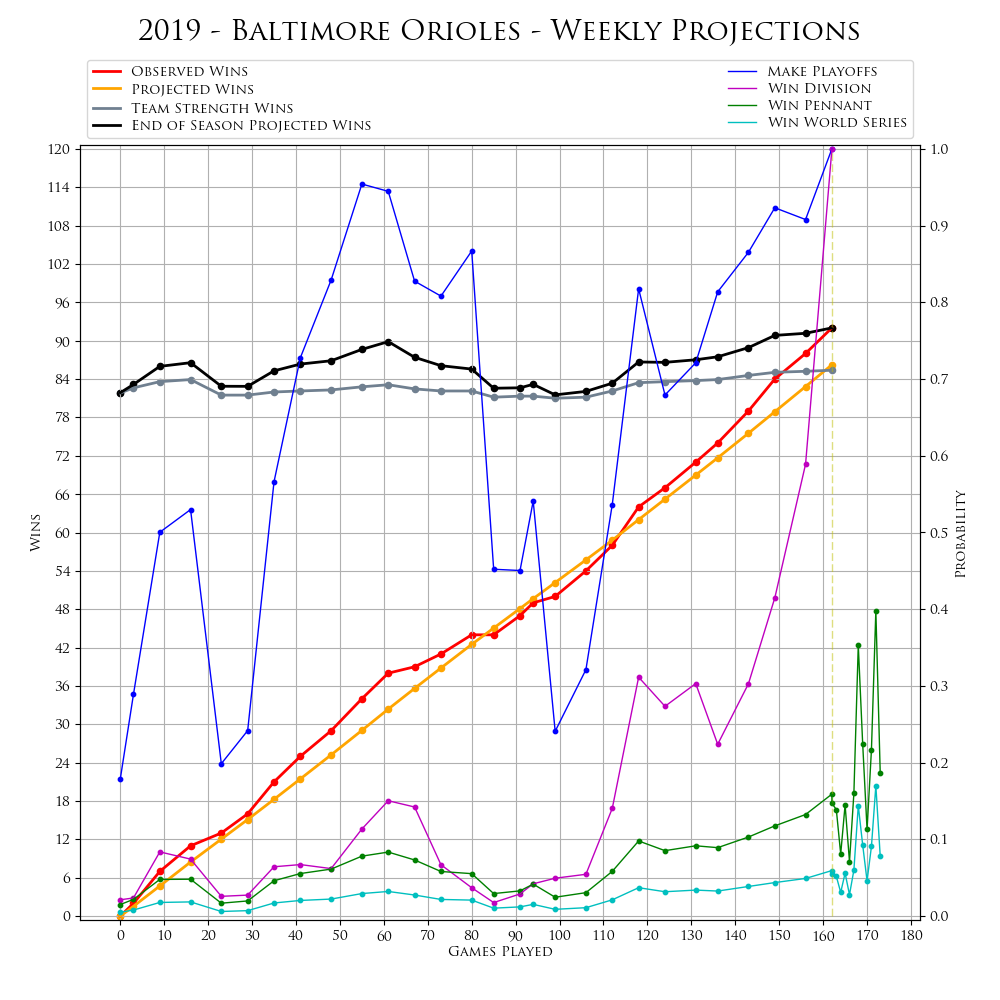 2019 - Baltimore Orioles - Weekly Projections
Observed Wins
Projected Wins
Team Strength Wins
End of Season Projected Wins
Make Playoffs
Win Division
Win Pennant
Win World Series
120
114
108
102
96
90
84
78
72
66
60
54
48
42
36
30
24
18
12
6
0
Wins
1.0
0.9
0.8
0.7
0.6
0.5
0.4
0.3
0.2
0.1
0.0
Probability
0 10 20 30 40 50 60 70 80 90 100 110 120 130 140 150 160 170 180
Games Played